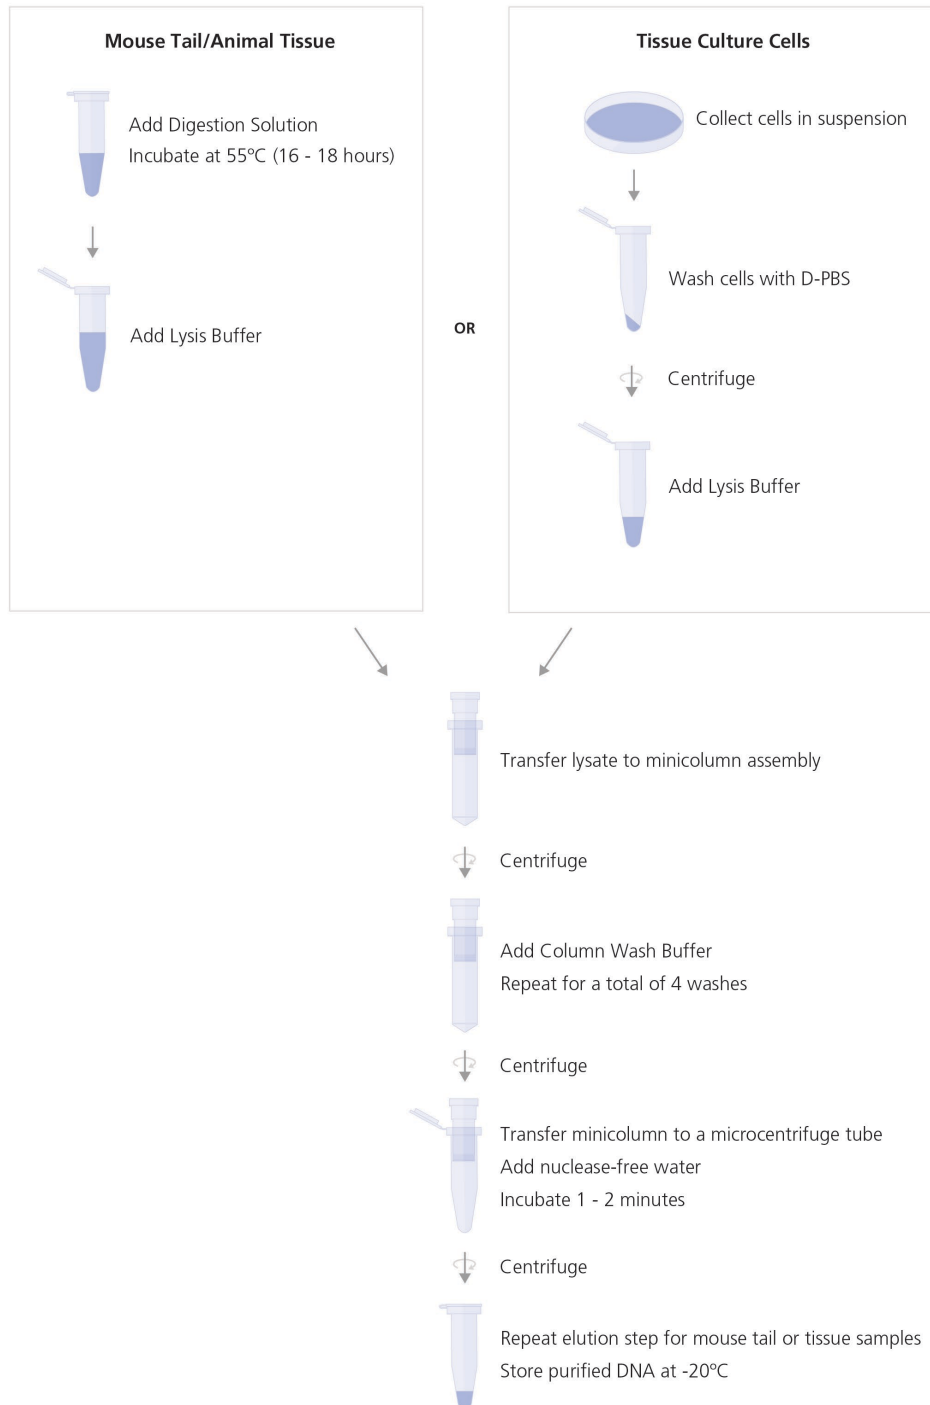 Mouse Tail/Animal Tissue
Add Digestion Solution
Incubate at 55ºC (16 - 18 hours)
Add Lysis Buffer
OR
Tissue Culture Cells
Collect cells in suspension
Wash cells with D-PBS
Centrifuge
Add Lysis Buffer
Transfer lysate to minicolumn assembly
Centrifuge
Add Column Wash Buffer
Repeat for a total of 4 washes
Centrifuge
Transfer minicolumn to a microcentrifuge tube
Add nuclease-free water
Incubate 1 - 2 minutes
Centrifuge
Repeat elution step for mouse tail or tissue samples
Store purified DNA at -20ºC